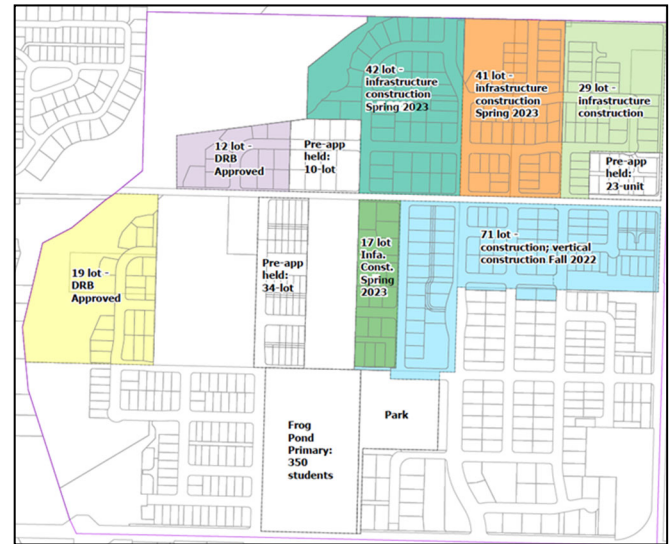 42 lot -
infrastructure
construction
Spring 2023
41 lot -
infrastructure
construction
Spring 2023
29 lot -
infrastructure
construction
12 lot -
DRB
Approved
Pre-app
held:
10-lot
Pre-app
held:
23-unit
19 lot -
DRB
Approved
Pre-app
held:
34-lot
17 lot
Infa.
Const.
Spring
2023
71 lot -
construction; vertical
construction Fall 2022
Frog
Pond
Primary:
350
students
Park